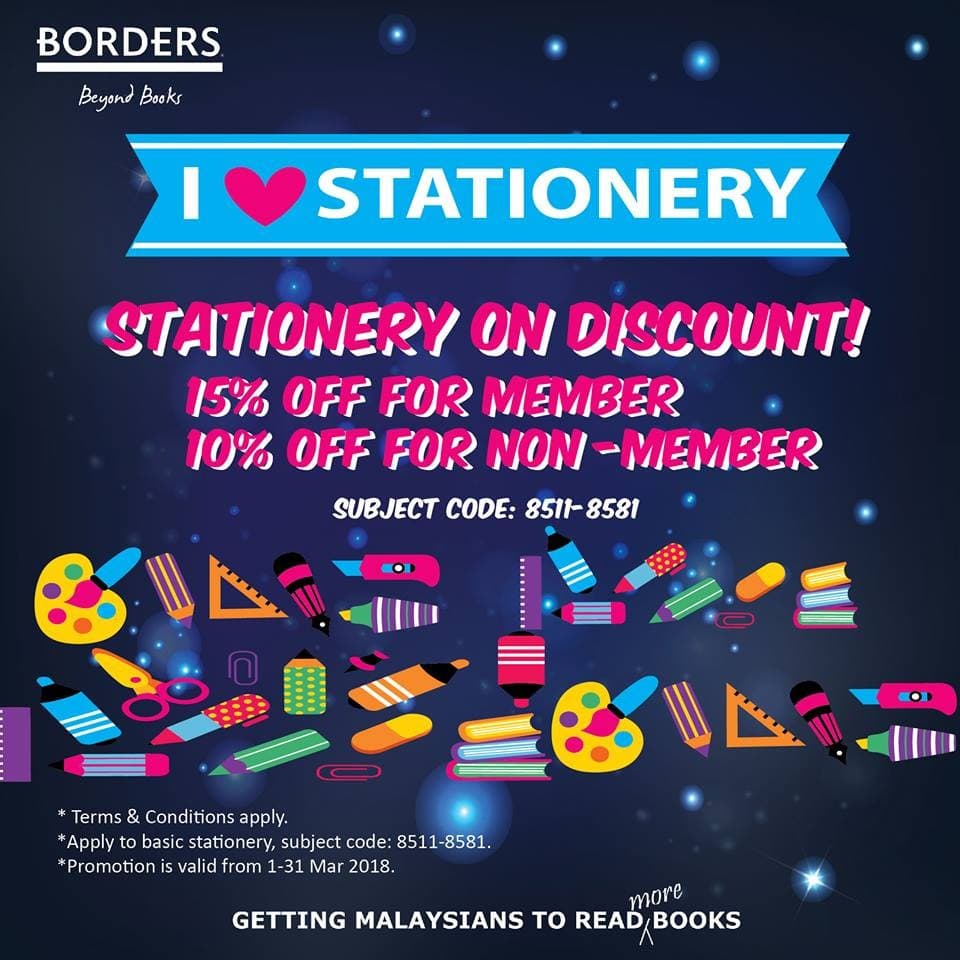 BORDERS
Beyond Books
I ♥ STATIONERY
STATIONERY ON DISCOUNT!
15% OFF FOR MEMBER
10% OFF FOR NON-MEMBER
SUBJECT CODE: 8511-8581
* Terms & Conditions apply.
*Apply to basic stationery, subject code: 8511-8581.
*Promotion is valid from 1-31 Mar 2018.
GETTING MALAYSIANS TO READ more BOOKS